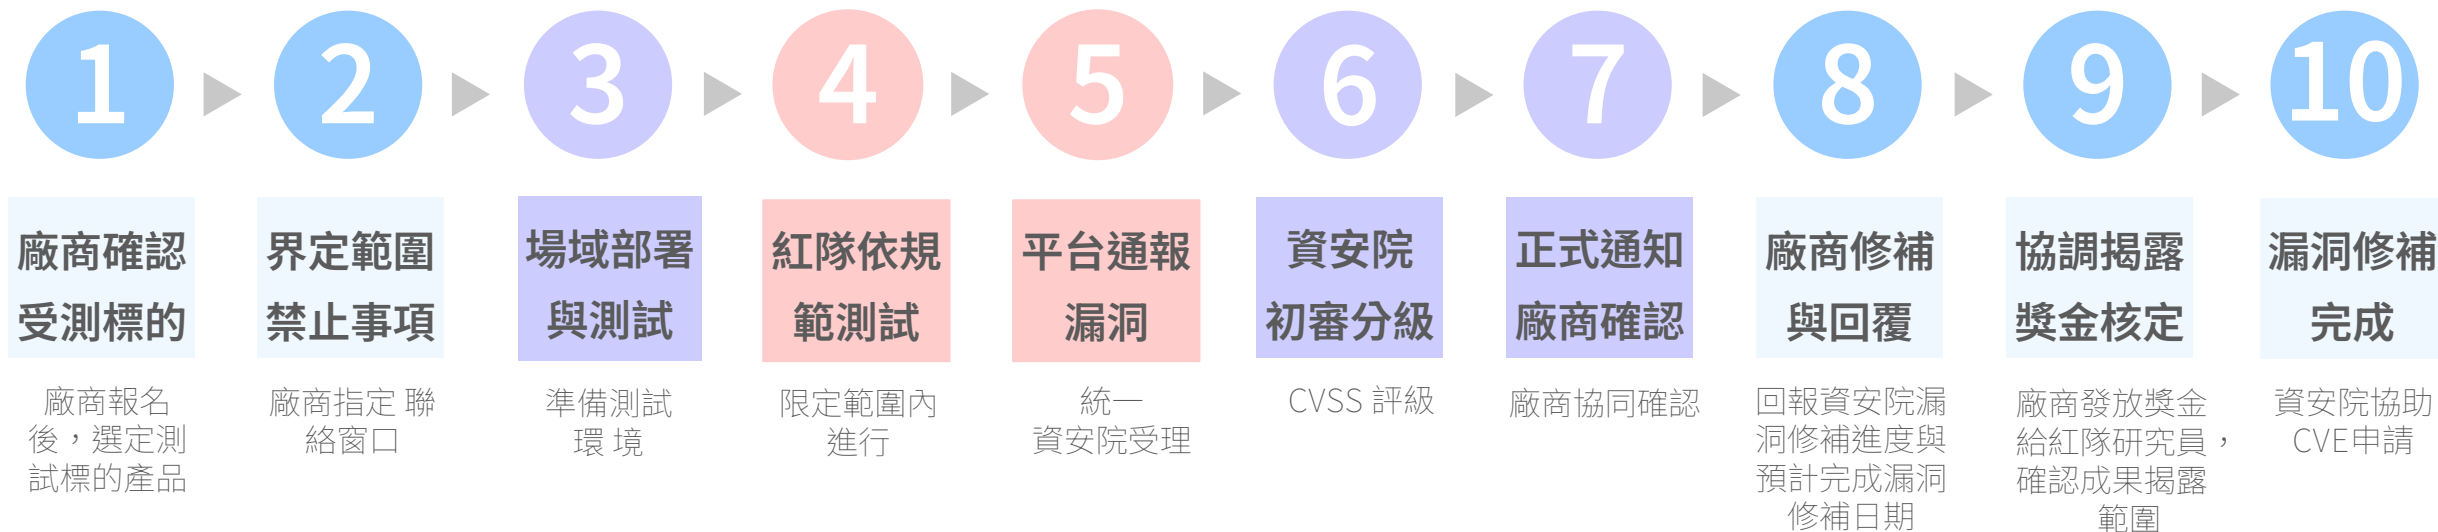 1
2
3
4
5
6
7
8
9
10
廠商確認
受測標的
廠商報名
後，選定測
試標的產品
界定範圍
禁止事項
廠商指定 聯
絡窗口
場域部署
與測試
準備測試
環 境
紅隊依規
範測試
限定範圍內
進行
平台通報
漏洞
統一
資安院受理
資安院
初審分級
CVSS 評級
正式通知
廠商確認
廠商協同確認
廠商修補
與回覆
回報資安院漏
洞修補進度與
預計完成漏洞
修補日期
協調揭露
獎金核定
廠商發放獎金
給紅隊研究員，
確認成果揭露
範圍
漏洞修補
完成
資安院協助
CVE申請